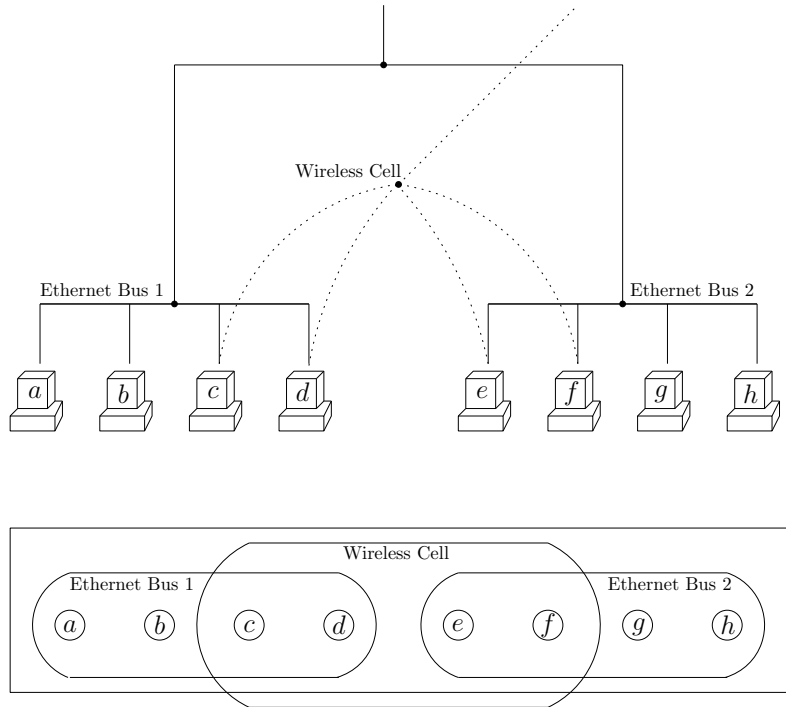 Wireless Cell
Ethernet Bus 1
Ethernet Bus 2
a b c d e f g h
Wireless Cell
Ethernet Bus 1
Ethernet Bus 2
a b c d e f g h